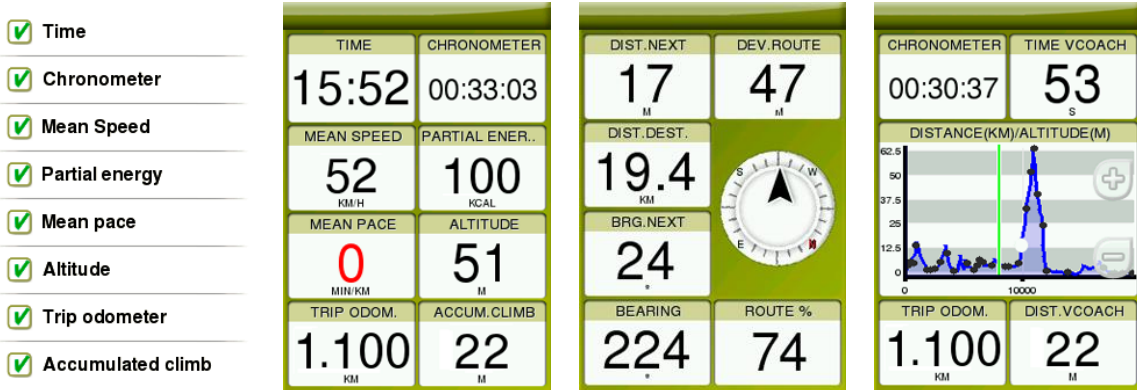 Time
Chronometer
Mean Speed
Partial energy
Mean pace
Altitude
Trip odometer
Accumulated climb
TIME CHRONOMETER
15:52 00:33:03
MEAN SPEED PARTIAL ENER..
52 100
KM/H KCAL
MEAN PACE ALTITUDE
0 51
MIN/KM M
TRIP ODOM. ACCUM.CLIMB
1.100 22
KM M
DIST.NEXT DEV.ROUTE
17 47
M M
DIST.DEST.
19.4
KM
S W
E N
BRG.NEXT
24
°
BEARING ROUTE %
224 74
°
CHRONOMETER TIME VCOACH
00:30:37 53
S
DISTANCE(KM)/ALTITUDE(M)
62.5
50
37.5
25
12.5
0
0 10000
TRIP ODOM. DIST.VCOACH
1.100 22
KM M